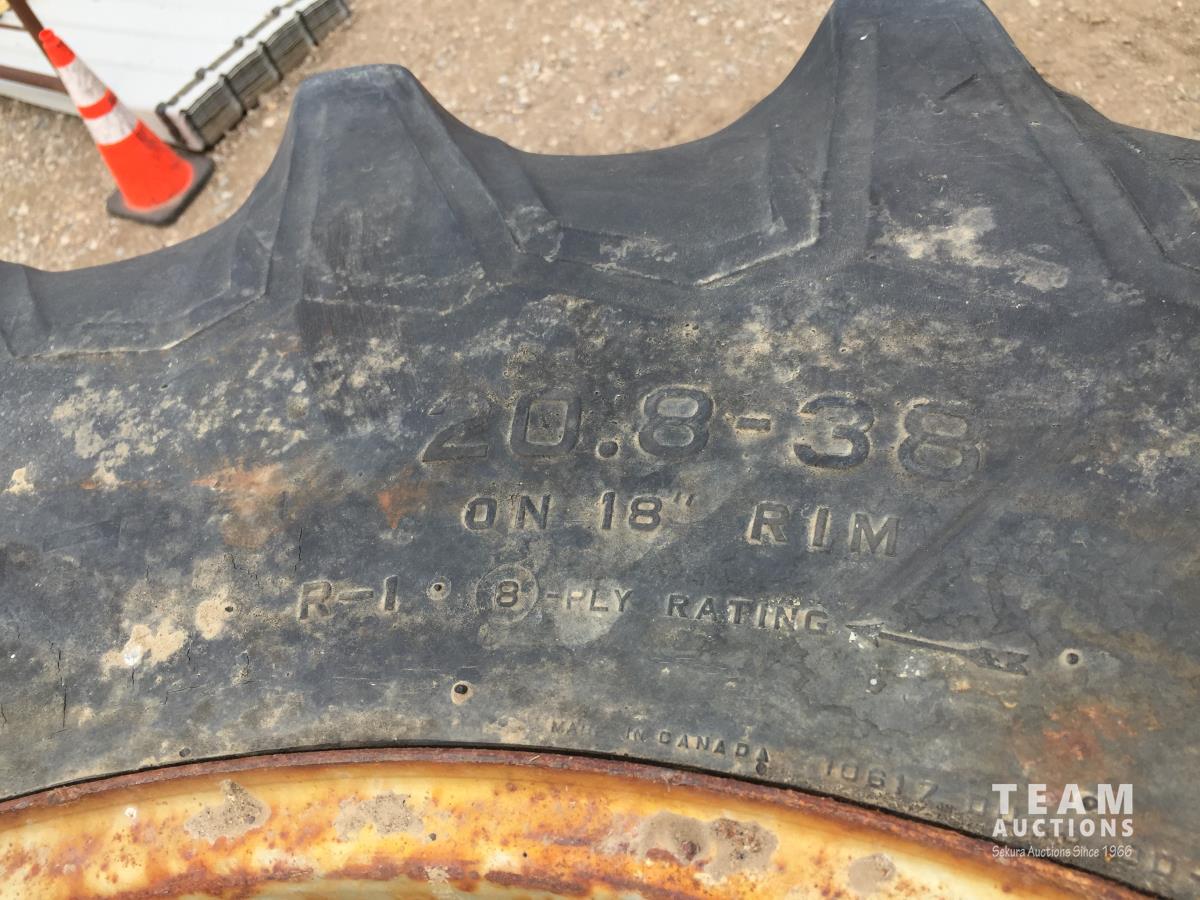 20.8-38
ON 18" RIM
R-1 • 8-PLY RATING
MADE IN CANADA
10617
TEAM
AUCTIONS
Sekura Auctions Since 1966